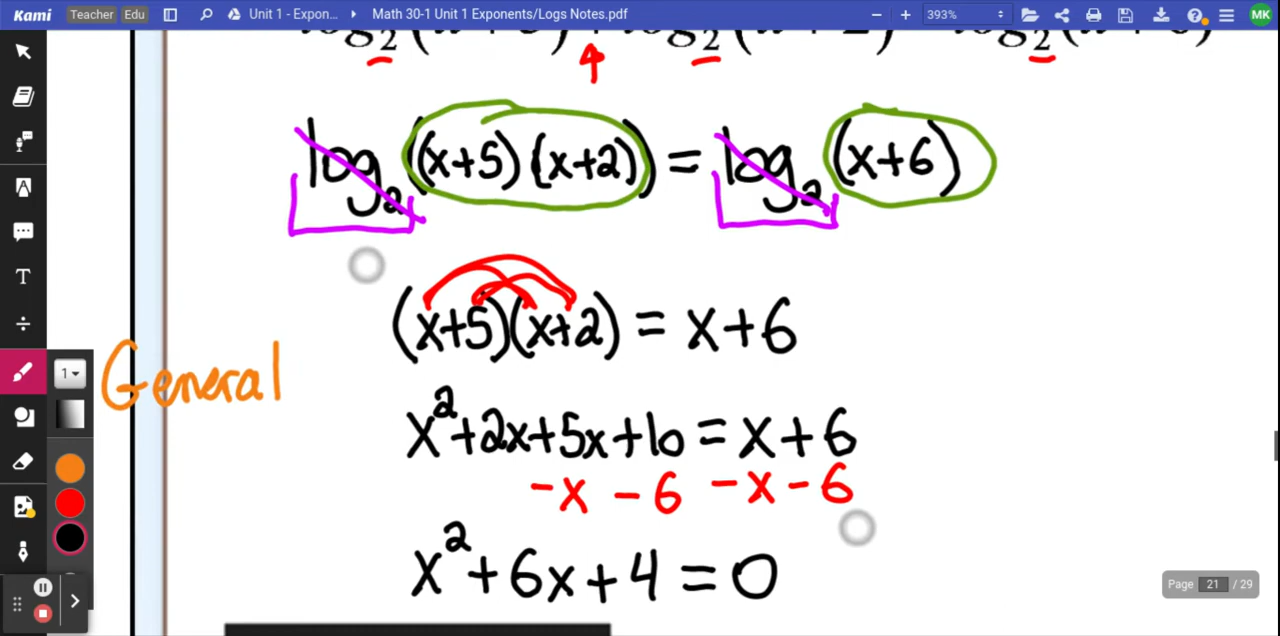 Kami Teacher Edu Unit 1 - Expon... Math 30-1 Unit 1 Exponents/Logs Notes.pdf 393% MK
log₂((x+5)(x+2)) = log₂(x+6)
(x+5)(x+2) = x+6
1
General
x²+2x+5x+10 = x+6
-x -6 -x-6
x²+6x+4 = 0
Page 21 / 29